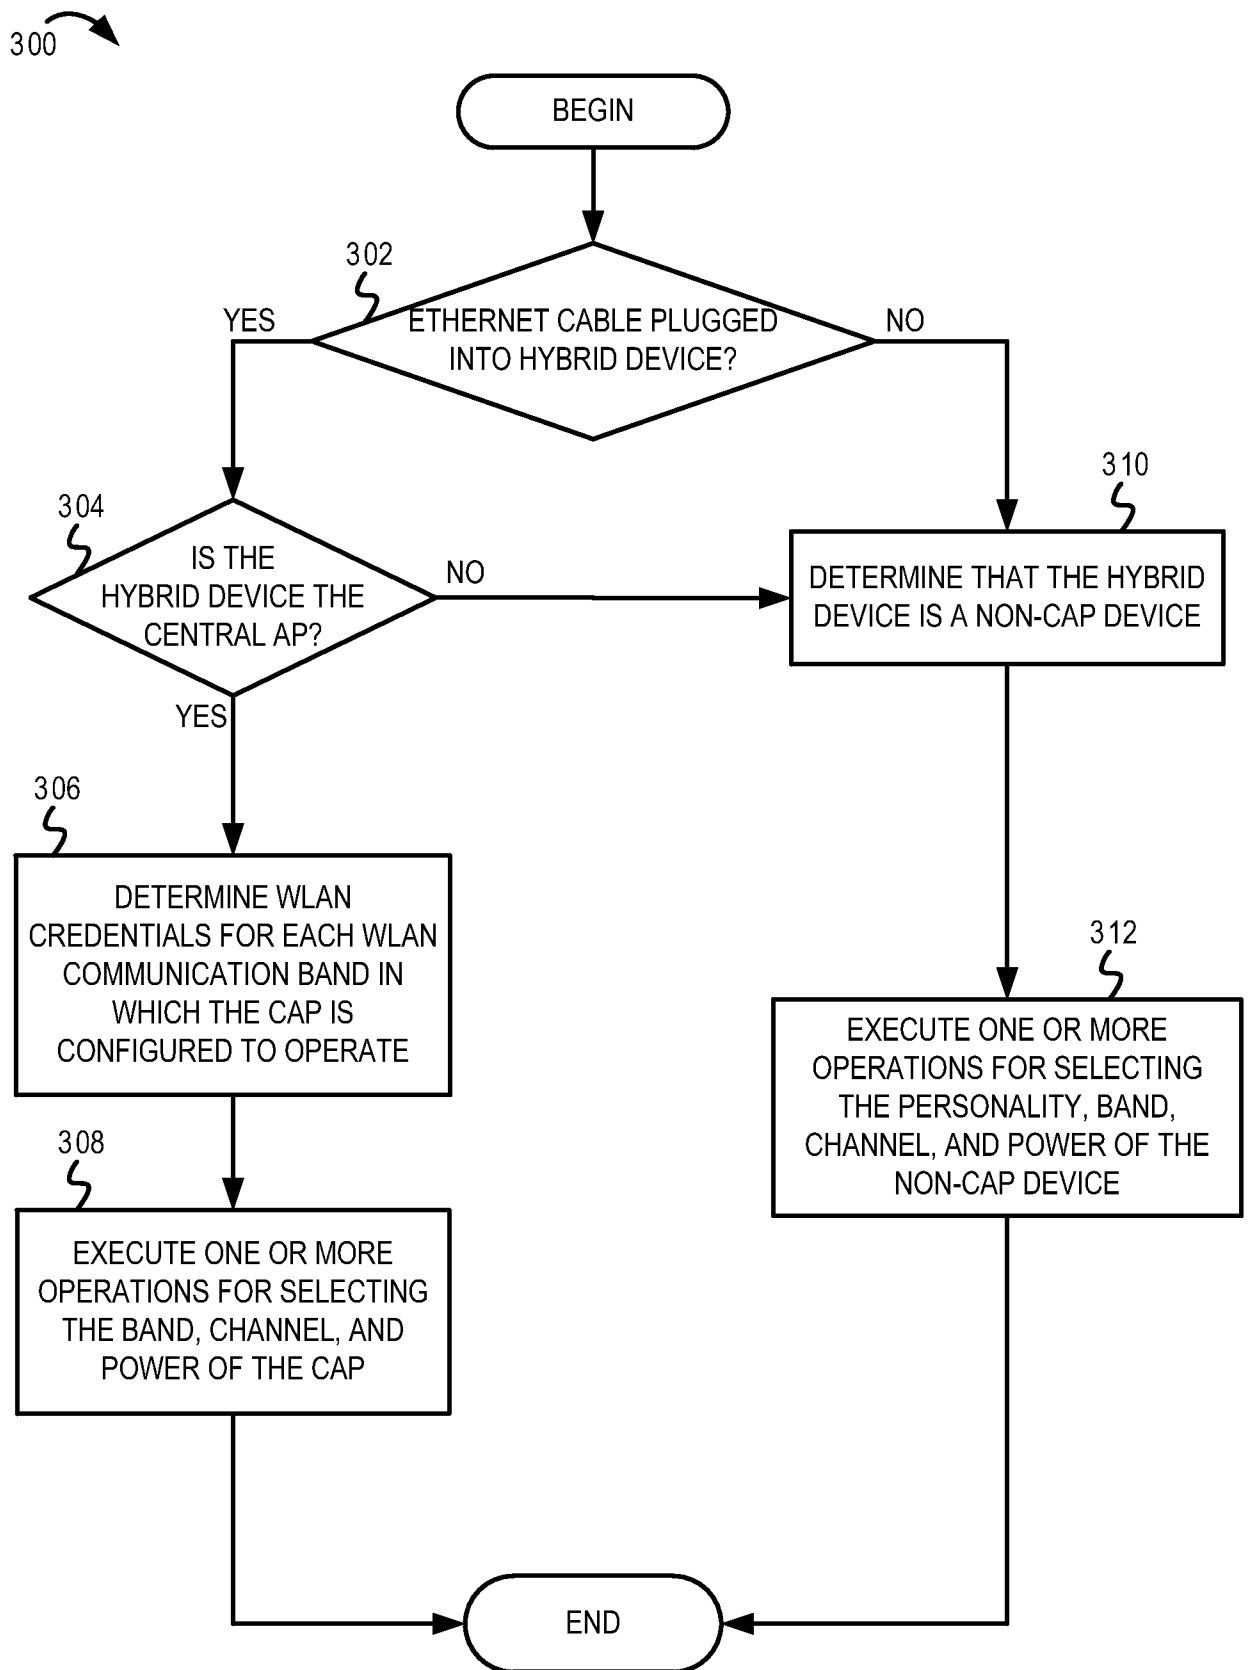 300
BEGIN
302
YES
ETHERNET CABLE PLUGGED
INTO HYBRID DEVICE?
NO
304
IS THE
HYBRID DEVICE THE
CENTRAL AP?
NO
YES
310
DETERMINE THAT THE HYBRID
DEVICE IS A NON-CAP DEVICE
306
DETERMINE WLAN
CREDENTIALS FOR EACH WLAN
COMMUNICATION BAND IN
WHICH THE CAP IS
CONFIGURED TO OPERATE
312
EXECUTE ONE OR MORE
OPERATIONS FOR SELECTING
THE PERSONALITY, BAND,
CHANNEL, AND POWER OF THE
NON-CAP DEVICE
308
EXECUTE ONE OR MORE
OPERATIONS FOR SELECTING
THE BAND, CHANNEL, AND
POWER OF THE CAP
END